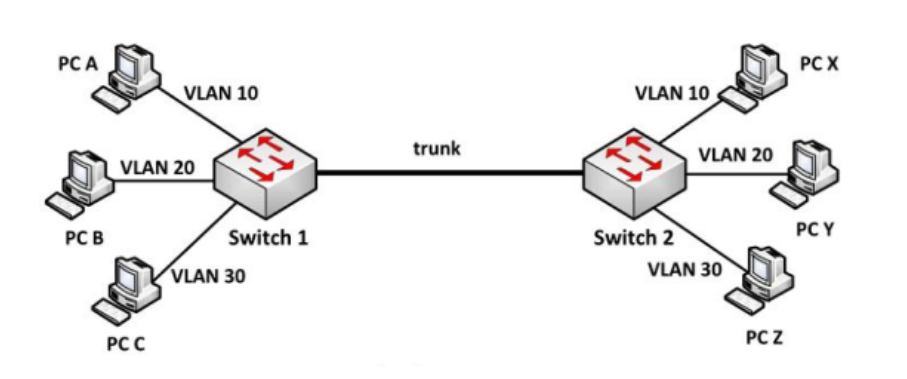 PC A
VLAN 10
PC X
VLAN 10
trunk
VLAN 20
VLAN 20
PC B
Switch 1
Switch 2
PC Y
VLAN 30
VLAN 30
PC C
PC Z